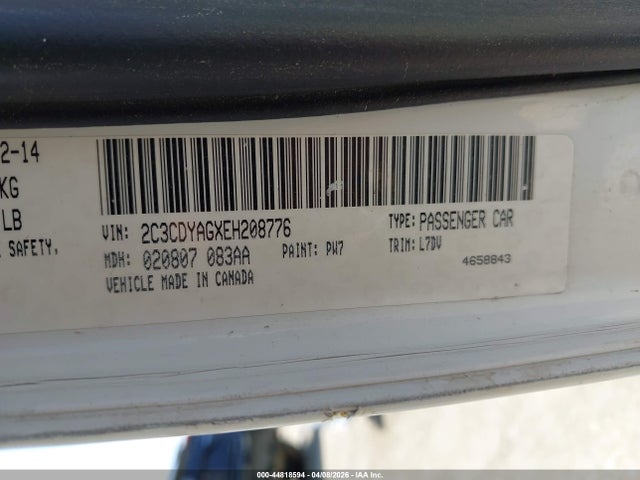 2-14
KG
LB
SAFETY,
VIN: 2C3CDYAGXEH208776
TYPE: PASSENGER CAR
MDH: 020807 083AA
PAINT: PW7
TRIM: L7DV
VEHICLE MADE IN CANADA
4658843
000-44818594 - 04/08/2026 - IAA Inc.